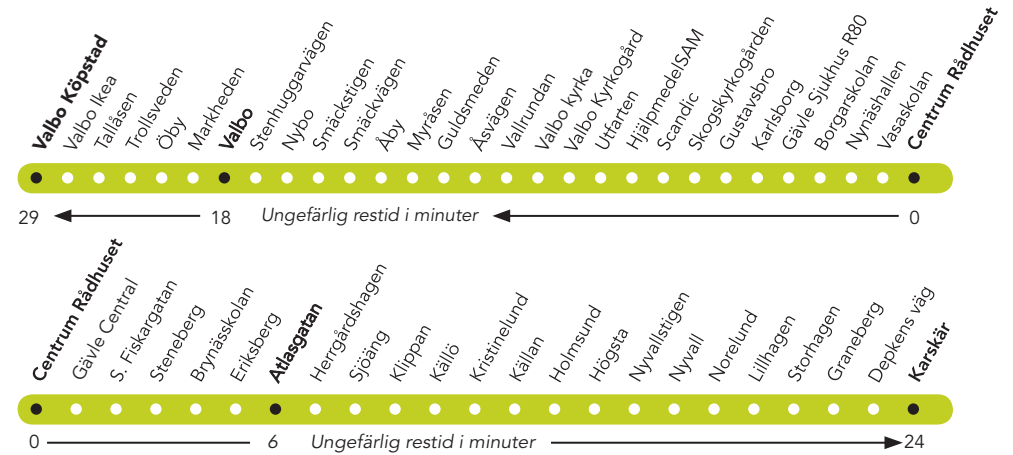 Valbo Köpstad
Valbo Ikea
Tallåsen
Trollsveden
Öby
Markheden
Valbo
Stenhuggarvägen
Nybo
Smäckstigen
Smäckvägen
Åby
Myråsen
Guldsmeden
Åsvägen
Vallrundan
Valbo kyrka
Valbo Kyrkogård
Utfarten
HjälpmedelSAM
Scandic
Skogskyrkogården
Gustavsbro
Karlsborg
Gävle Sjukhus R80
Borgarskolan
Nynäshallen
Vasaskolan
Centrum Rådhuset
29 18 Ungefärlig restid i minuter 0
Centrum Rådhuset
Gävle Central
S. Fiskargatan
Steneberg
Brynässkolan
Eriksberg
Atlasgatan
Herrgårdshagen
Sjöäng
Klippan
Källö
Kristinelund
Källan
Holmsund
Högsta
Nyvallstigen
Nyvall
Norelund
Lillhagen
Storhagen
Graneberg
Depkens väg
Karskär
0 6 Ungefärlig restid i minuter 24